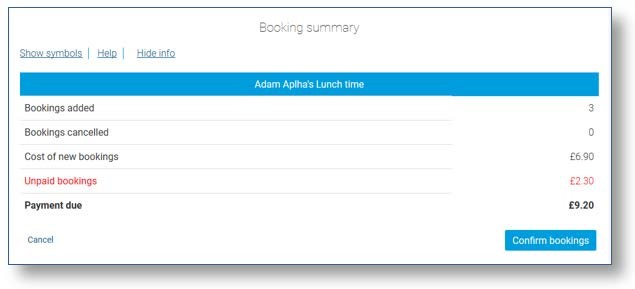 Booking summary
Show symbols Help Hide info
Adam Aplha's Lunch time
Bookings added 3
Bookings cancelled 0
Cost of new bookings £6.90
Unpaid bookings £2.30
Payment due £9.20
Cancel Confirm bookings